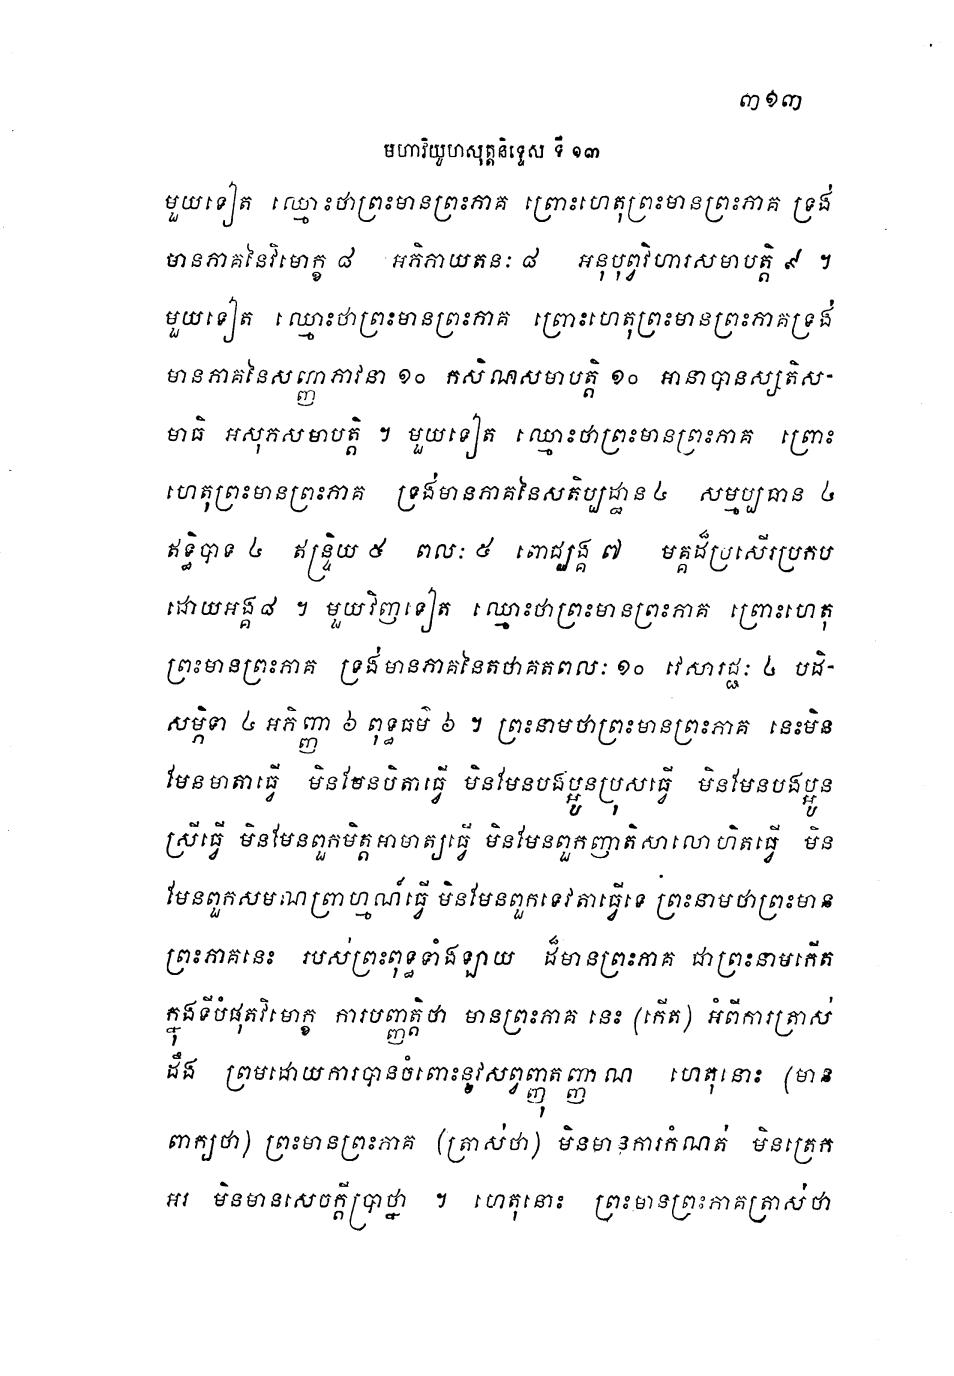 ៣១៣
មហាវិយូហសុត្តនិទ្ទេស ទី ១៣
មួយទៀត ឈ្មោះថាព្រះមានព្រះភាគ ព្រោះហេតុព្រះមានព្រះភាគ ទ្រង់
មានភាគនៃវិមោក្ខ ៨ អភិភាយតនៈ ៨ អនុបុព្វវិហារសមាបត្តិ ៩ ។
មួយទៀត ឈ្មោះថាព្រះមានព្រះភាគ ព្រោះហេតុព្រះមានព្រះភាគទ្រង់
មានភាគនៃសញ្ញាភាវនា ១០ កសិណសមាបត្តិ ១០ អានាបានស្សតិស-
មាធិ អសុភសមាបត្តិ ។ មួយទៀត ឈ្មោះថាព្រះមានព្រះភាគ ព្រោះ
ហេតុព្រះមានព្រះភាគ ទ្រង់មានភាគនៃសតិប្បដ្ឋាន ៤ សម្មប្បធាន ៤
ឥទ្ធិបាទ ៤ ឥន្ទ្រិយ ៥ ពលៈ ៥ ពោជ្ឈង្គ ៧ មគ្គដ៏ប្រសើរប្រកប
ដោយអង្គ ៨ ។ មួយវិញទៀត ឈ្មោះថាព្រះមានព្រះភាគ ព្រោះហេតុ
ព្រះមានព្រះភាគ ទ្រង់មានភាគនៃតថាគតពលៈ ១០ វេសារជ្ជៈ ៤ បដិ-
សម្ភិទា ៤ អភិញ្ញា ៦ ពុទ្ធធម៌ ៦ ។ ព្រះនាមថាព្រះមានព្រះភាគ នេះមិន
មែនមាតាធ្វើ មិនមែនបិតាធ្វើ មិនមែនបងប្អូនប្រុសធ្វើ មិនមែនបងប្អូន
ស្រីធ្វើ មិនមែនពួកមិត្តអាមាត្យធ្វើ មិនមែនពួកញាតិសាលោហិតធ្វើ មិន
មែនពួកសមណព្រាហ្មណ៍ធ្វើ មិនមែនពួកទេវតាធ្វើទេ ព្រះនាមថាព្រះមាន
ព្រះភាគនេះ របស់ព្រះពុទ្ធទាំងឡាយ ដ៏មានព្រះភាគ ជាព្រះនាមកើត
ក្នុងទីបំផុតវិមោក្ខ ការបញ្ញត្តិថា មានព្រះភាគ នេះ (កើត) អំពីការត្រាស់
ដឹង ព្រមដោយការបានចំពោះនូវសព្វញ្ញុតញ្ញាណ ហេតុនោះ (មាន
ពាក្យថា) ព្រះមានព្រះភាគ (ត្រាស់ថា) មិនមានការកំណត់ មិនត្រេក
អរ មិនមានសេចក្តីប្រាថ្នា ។ ហេតុនោះ ព្រះមានព្រះភាគត្រាស់ថា